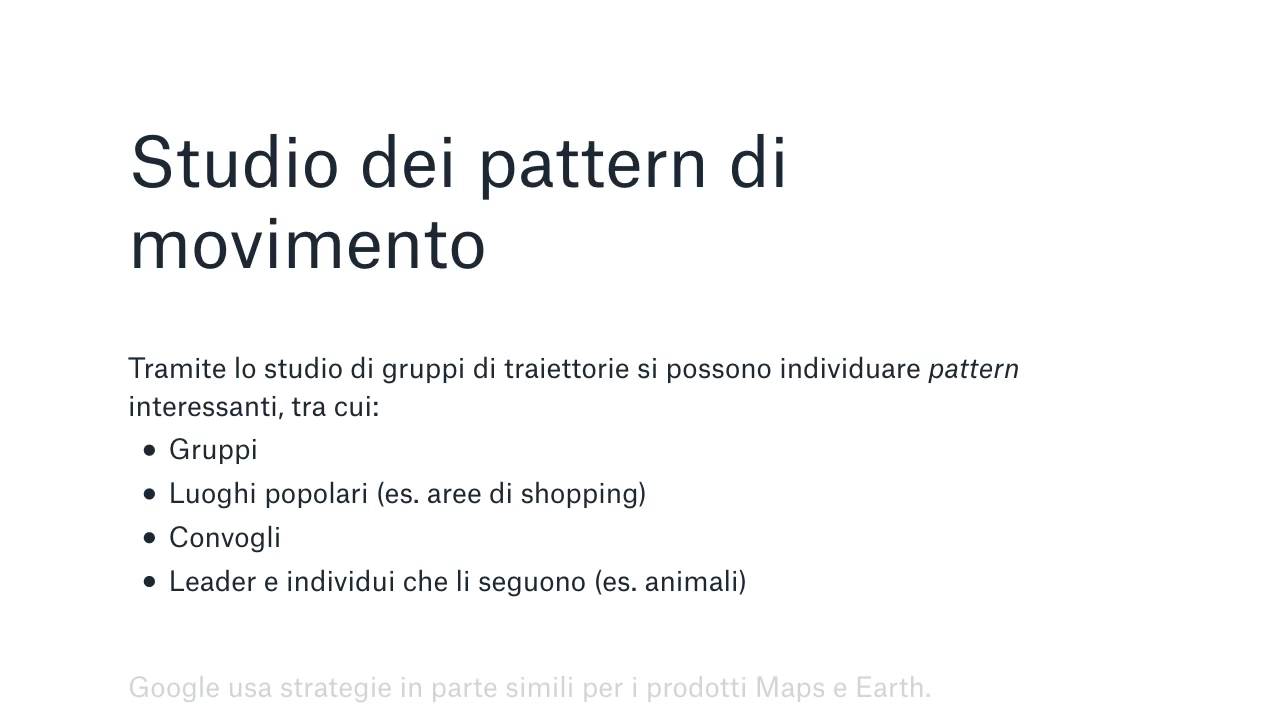 Studio dei pattern di
movimento
Tramite lo studio di gruppi di traiettorie si possono individuare pattern
interessanti, tra cui:
• Gruppi
• Luoghi popolari (es. aree di shopping)
• Convogli
• Leader e individui che li seguono (es. animali)
Google usa strategie in parte simili per i prodotti Maps e Earth.